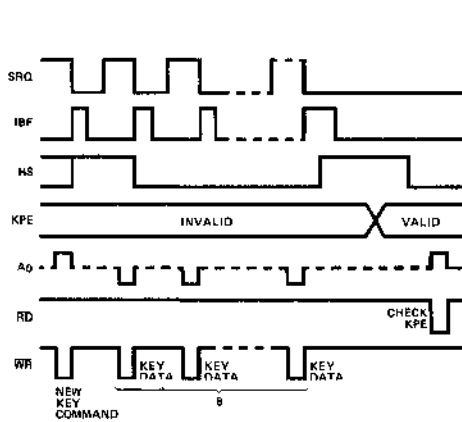 SRQ
IBF
HS
KPE
INVALID
VALID
A0
RD
CHECK
KPE
WR
KEY
DATA
KEY
DATA
KEY
DATA
NEW
KEY
COMMAND
8